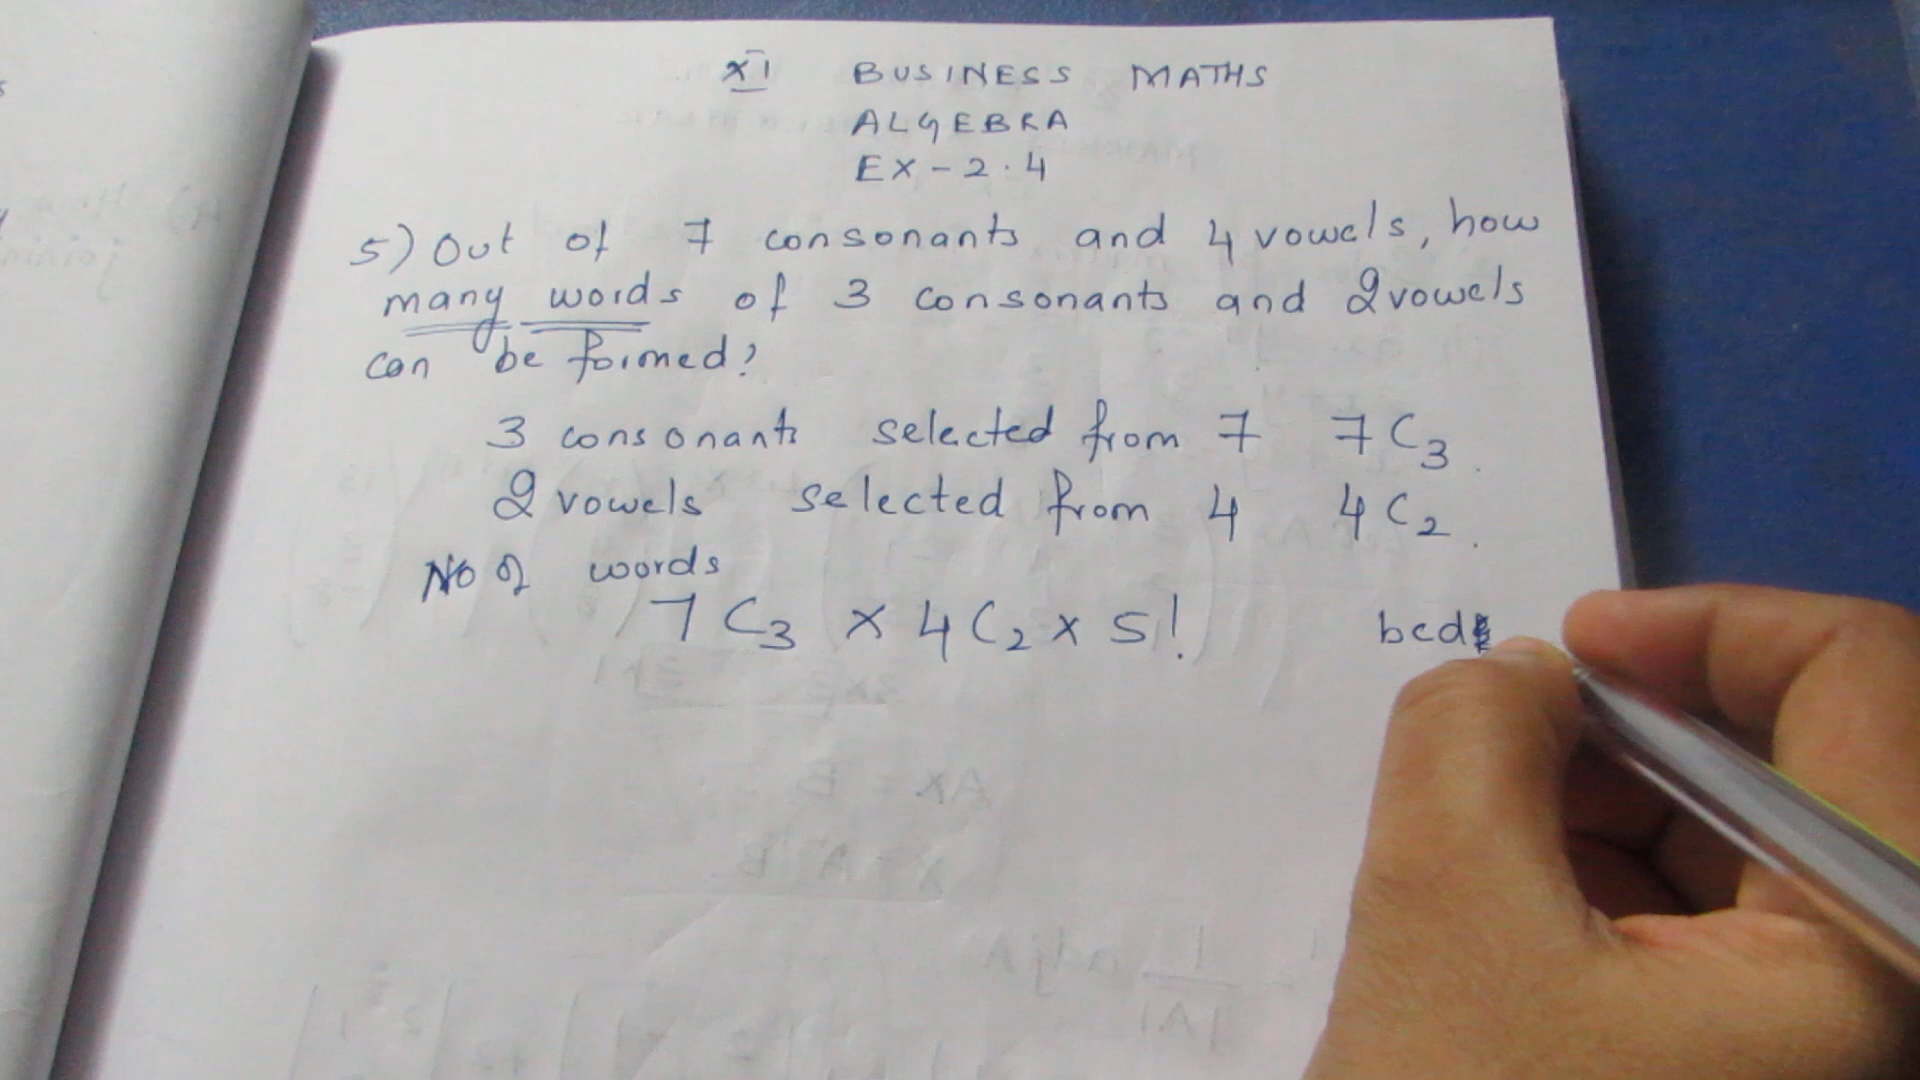 XI BUSINESS MATHS
ALGEBRA
EX - 2.4
5) Out of 7 consonants and 4 vowels, how
many words of 3 consonants and 2 vowels
can be formed?
3 consonants selected from 7 7C3
2 vowels selected from 4 4C2
No of words
7C3 x 4C2 x 5! bcd
AX = B